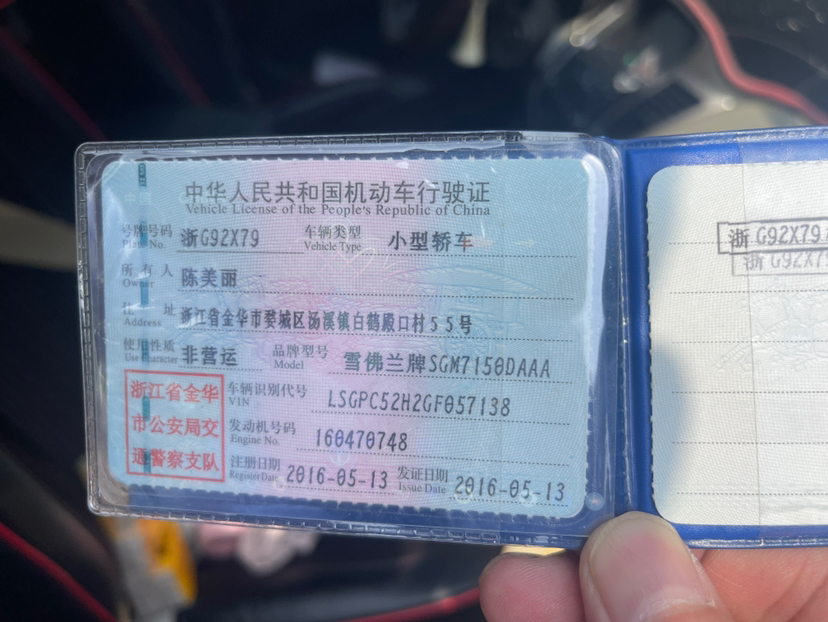 中华人民共和国机动车行驶证
Vehicle License of the People's Republic of China
号牌号码 浙G92X79 车辆类型 小型轿车
Plate No. Vehicle Type
所有人 陈美丽
Owner
住址 浙江省金华市婺城区汤溪镇白鹤殿口村55号
Address
使用性质 非营运 品牌型号 雪佛兰牌SGM7150DAAA
Use Character Model
浙江省金华
市公安局交
通警察支队
车辆识别代号 LSGPC52H2GF057138
VIN
发动机号码 160470748
Engine No.
注册日期 2016-05-13 发证日期 2016-05-13
Register Date Issue Date
浙G92X79
浙G92X79